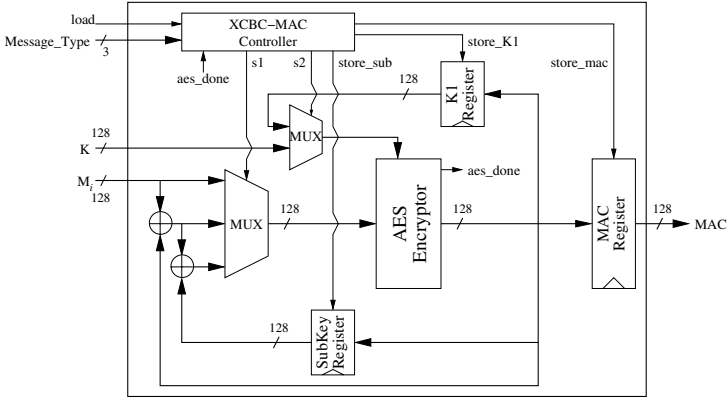 load
XCBC-MAC
Controller
Message_Type
3
store_K1
aes_done
s1
s2
store_sub
store_mac
128
K1
Register
128
K
MUX
M_i
128
aes_done
MUX
128
AES
Encryptor
128
MAC
Register
128
MAC
128
SubKey
Register